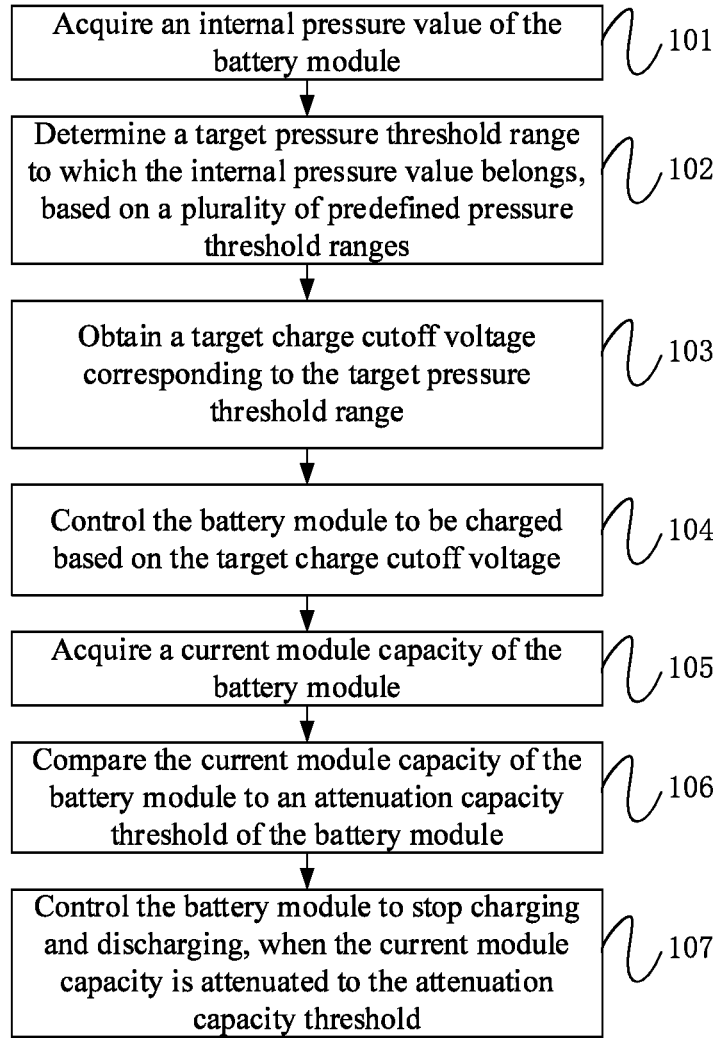 Acquire an internal pressure value of the
battery module
101
Determine a target pressure threshold range
to which the internal pressure value belongs,
based on a plurality of predefined pressure
threshold ranges
102
Obtain a target charge cutoff voltage
corresponding to the target pressure
threshold range
103
Control the battery module to be charged
based on the target charge cutoff voltage
104
Acquire a current module capacity of the
battery module
105
Compare the current module capacity of the
battery module to an attenuation capacity
threshold of the battery module
106
Control the battery module to stop charging
and discharging, when the current module
capacity is attenuated to the attenuation
capacity threshold
107